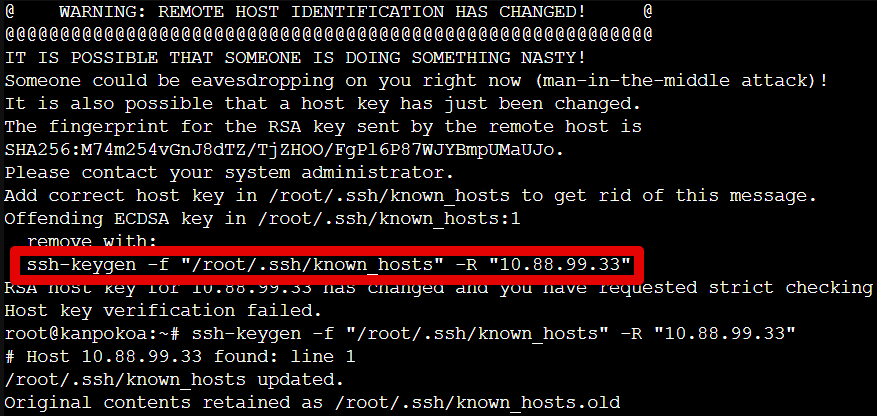 @    WARNING: REMOTE HOST IDENTIFICATION HAS CHANGED!     @
@@@@@@@@@@@@@@@@@@@@@@@@@@@@@@@@@@@@@@@@@@@@@@@@@@@@@@@@@@@
IT IS POSSIBLE THAT SOMEONE IS DOING SOMETHING NASTY!
Someone could be eavesdropping on you right now (man-in-the-middle attack)!
It is also possible that a host key has just been changed.
The fingerprint for the RSA key sent by the remote host is
SHA256:M74m254vGnJ8dTZ/TjZHOO/FgPl6P87WJYBmpUMaUJo.
Please contact your system administrator.
Add correct host key in /root/.ssh/known_hosts to get rid of this message.
Offending ECDSA key in /root/.ssh/known_hosts:1
  remove with:
  ssh-keygen -f "/root/.ssh/known_hosts" -R "10.88.99.33"
RSA host key for 10.88.99.33 has changed and you have requested strict checking
Host key verification failed.
root@kanpokoa:~# ssh-keygen -f "/root/.ssh/known_hosts" -R "10.88.99.33"
# Host 10.88.99.33 found: line 1
/root/.ssh/known_hosts updated.
Original contents retained as /root/.ssh/known_hosts.old